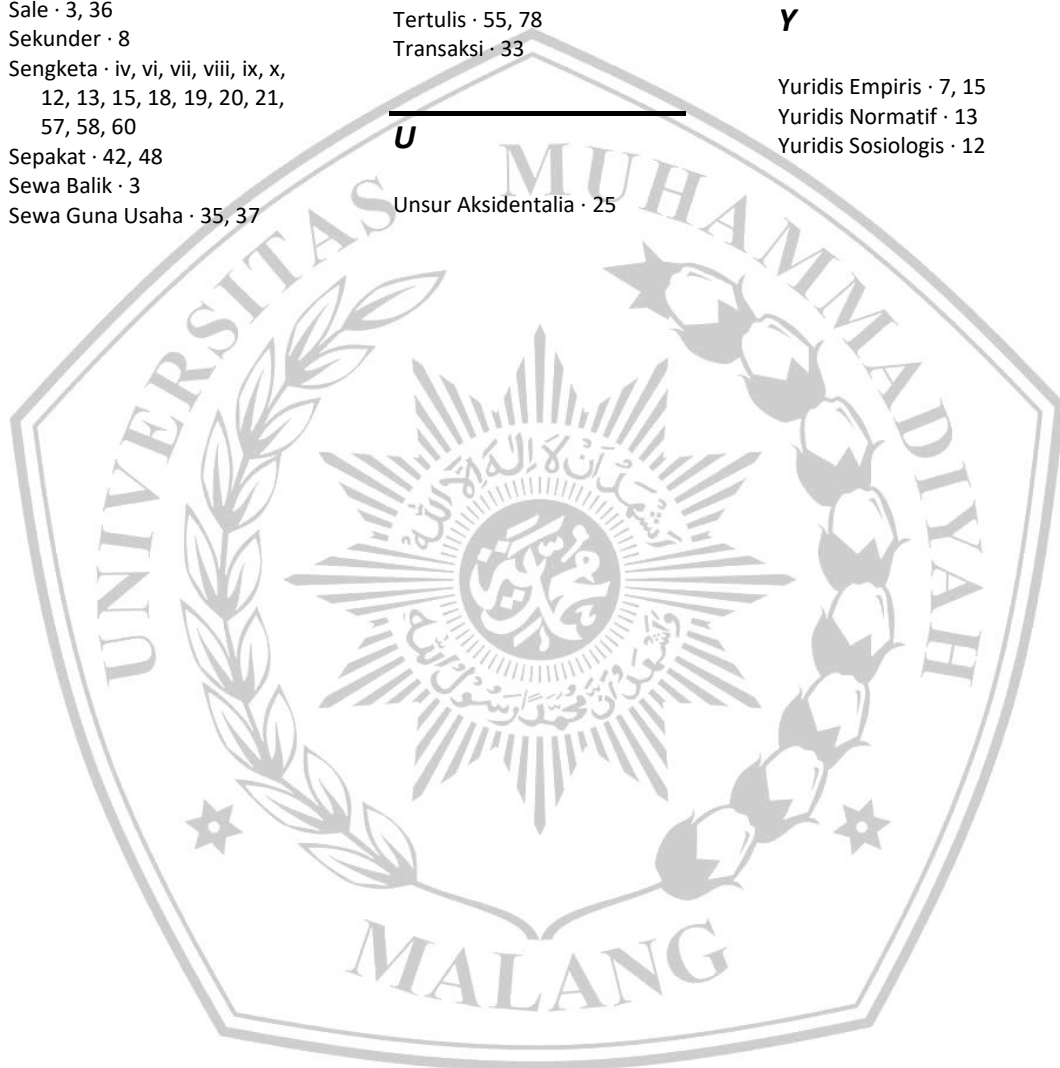 Sale · 3, 36
Sekunder · 8
Sengketa · iv, vi, vii, viii, ix, x,
12, 13, 15, 18, 19, 20, 21,
57, 58, 60
Sepakat · 42, 48
Sewa Balik · 3
Sewa Guna Usaha · 35, 37
Tertulis · 55, 78
Transaksi · 33
U
Unsur Aksidentalia · 25
Y
Yuridis Empiris · 7, 15
Yuridis Normatif · 13
Yuridis Sosiologis · 12
UNIVERSITAS MUHAMMADIYAH
MALANG